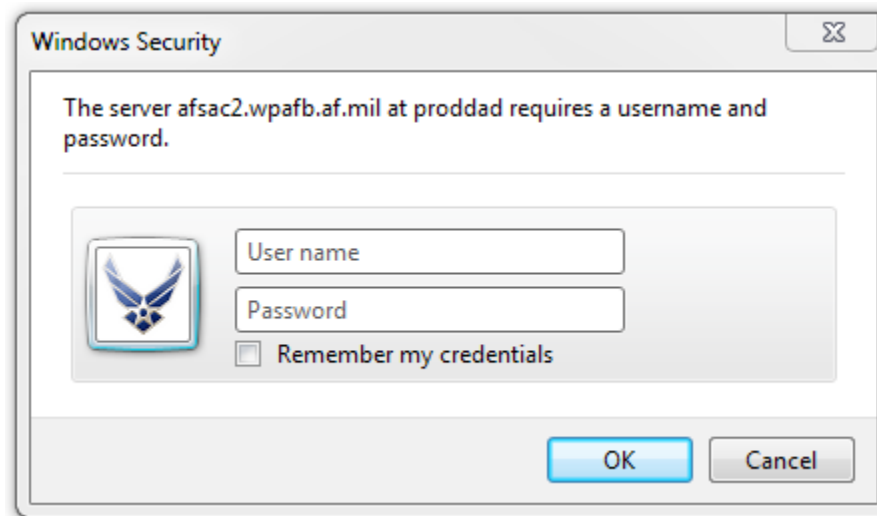 Windows Security
The server afsac2.wpafb.af.mil at proddad requires a username and
password.
User name
Password
Remember my credentials
OK
Cancel